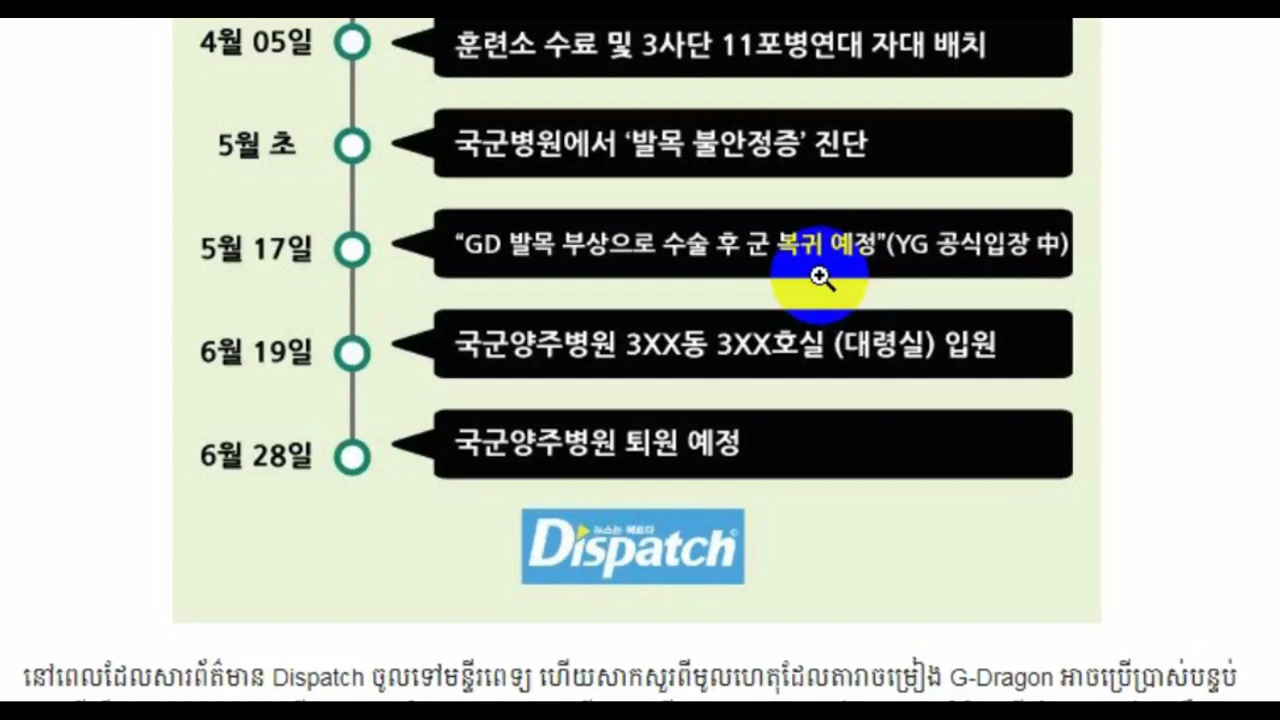 4월 05일 훈련소 수료 및 3사단 11포병연대 자대 배치
5월 초 국군병원에서 ‘발목 불안정증’ 진단
5월 17일 “GD 발목 부상으로 수술 후 군 복귀 예정”(YG 공식입장 中)
6월 19일 국군양주병원 3XX동 3XX호실 (대령실) 입원
6월 28일 국군양주병원 퇴원 예정
뉴스는 팩트다
Dispatch
នៅពេលដែលសារព័ត៌មាន Dispatch ចូលទៅមន្ទីរពេទ្យ ហើយសាកសួរពីមូលហេតុដែលតារាចម្រៀង G-Dragon អាចប្រើប្រាស់បន្ទប់